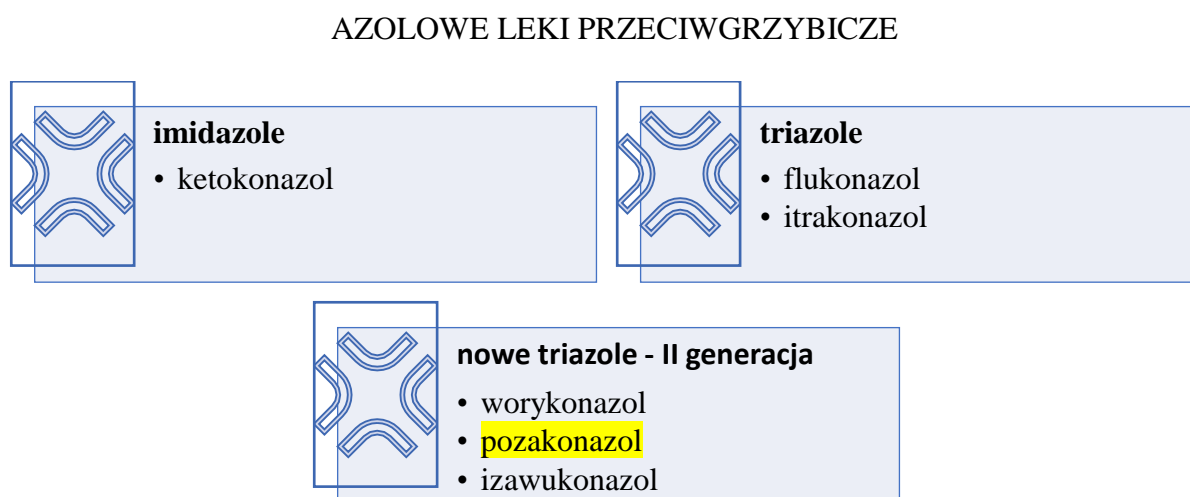 AZOLOWE LEKI PRZECIWGRZYBICZE
imidazole
• ketokonazol
triazole
• flukonazol
• itrakonazol
nowe triazole - II generacja
• worykonazol
• pozakonazol
• izawukonazol